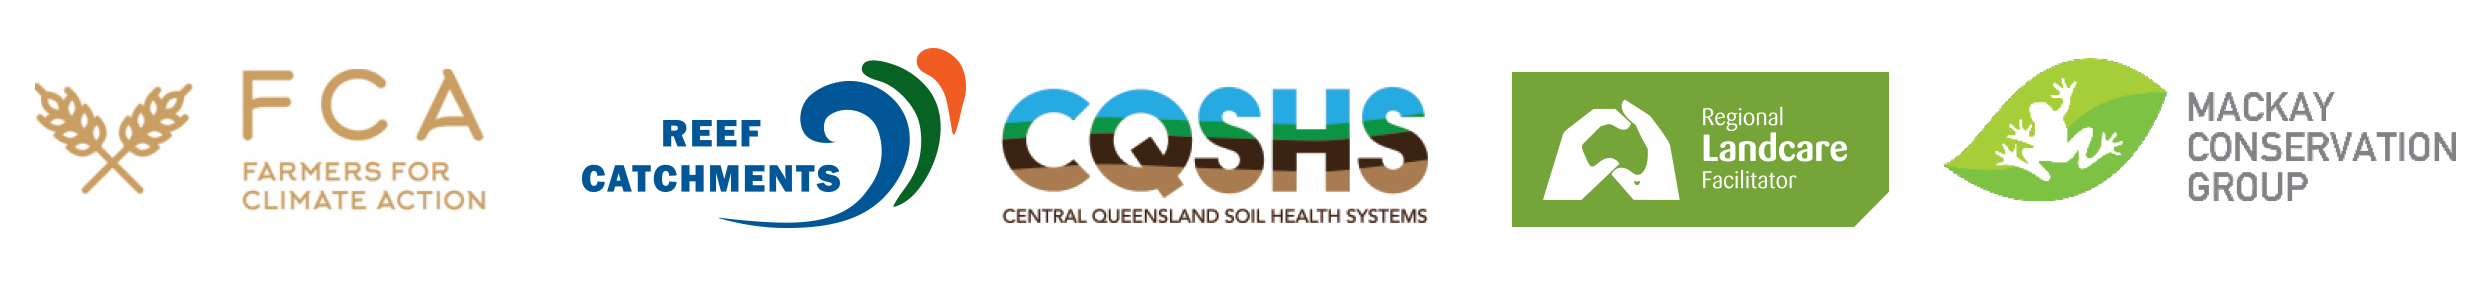 FCA
FARMERS FOR
CLIMATE ACTION
REEF
CATCHMENTS
CQSHS
CENTRAL QUEENSLAND SOIL HEALTH SYSTEMS
Regional
Landcare
Facilitator
MACKAY
CONSERVATION
GROUP